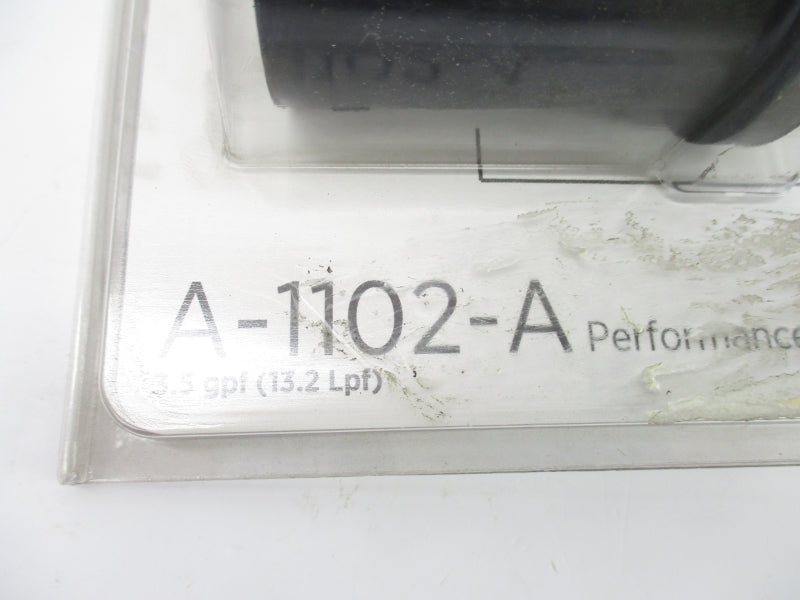 A-1102-A Performance
3.5 gpf (13.2 Lpf)